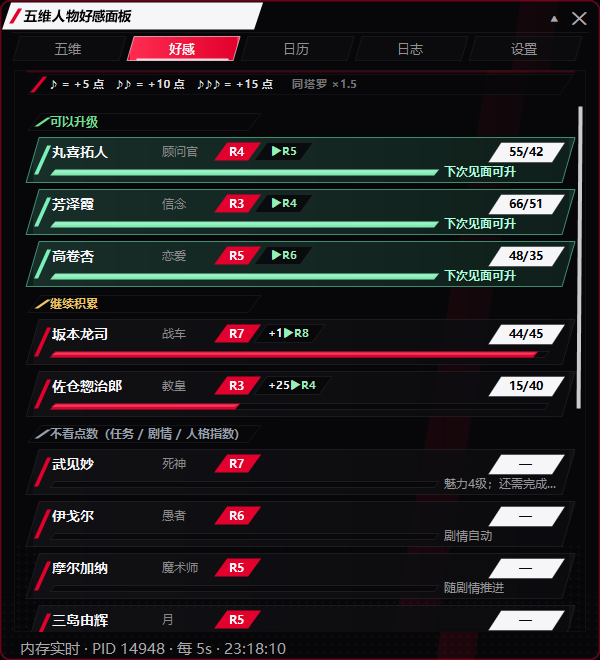 五维人物好感面板
▲ ×
五维 好感 日历 日志 设置
♪ = +5 点 ♪♪ = +10 点 ♪♪♪ = +15 点 同塔罗 ×1.5
可以升级
丸喜拓人 顾问官 R4 ▶R5 55/42
下次见面可升
芳泽霞 信念 R3 ▶R4 66/51
下次见面可升
高卷杏 恋爱 R5 ▶R6 48/35
下次见面可升
继续积累
坂本龙司 战车 R7 +1▶R8 44/45
佐仓惣治郎 教皇 R3 +25▶R4 15/40
不看点数（任务 / 剧情 / 人格指数）
武见妙 死神 R7 —
魅力4级；还需完成...
伊戈尔 愚者 R6 —
剧情自动
摩尔加纳 魔术师 R5 —
随剧情推进
三岛由辉 月 R5 —
内存实时 · PID 14948 · 每 5s · 23:18:10